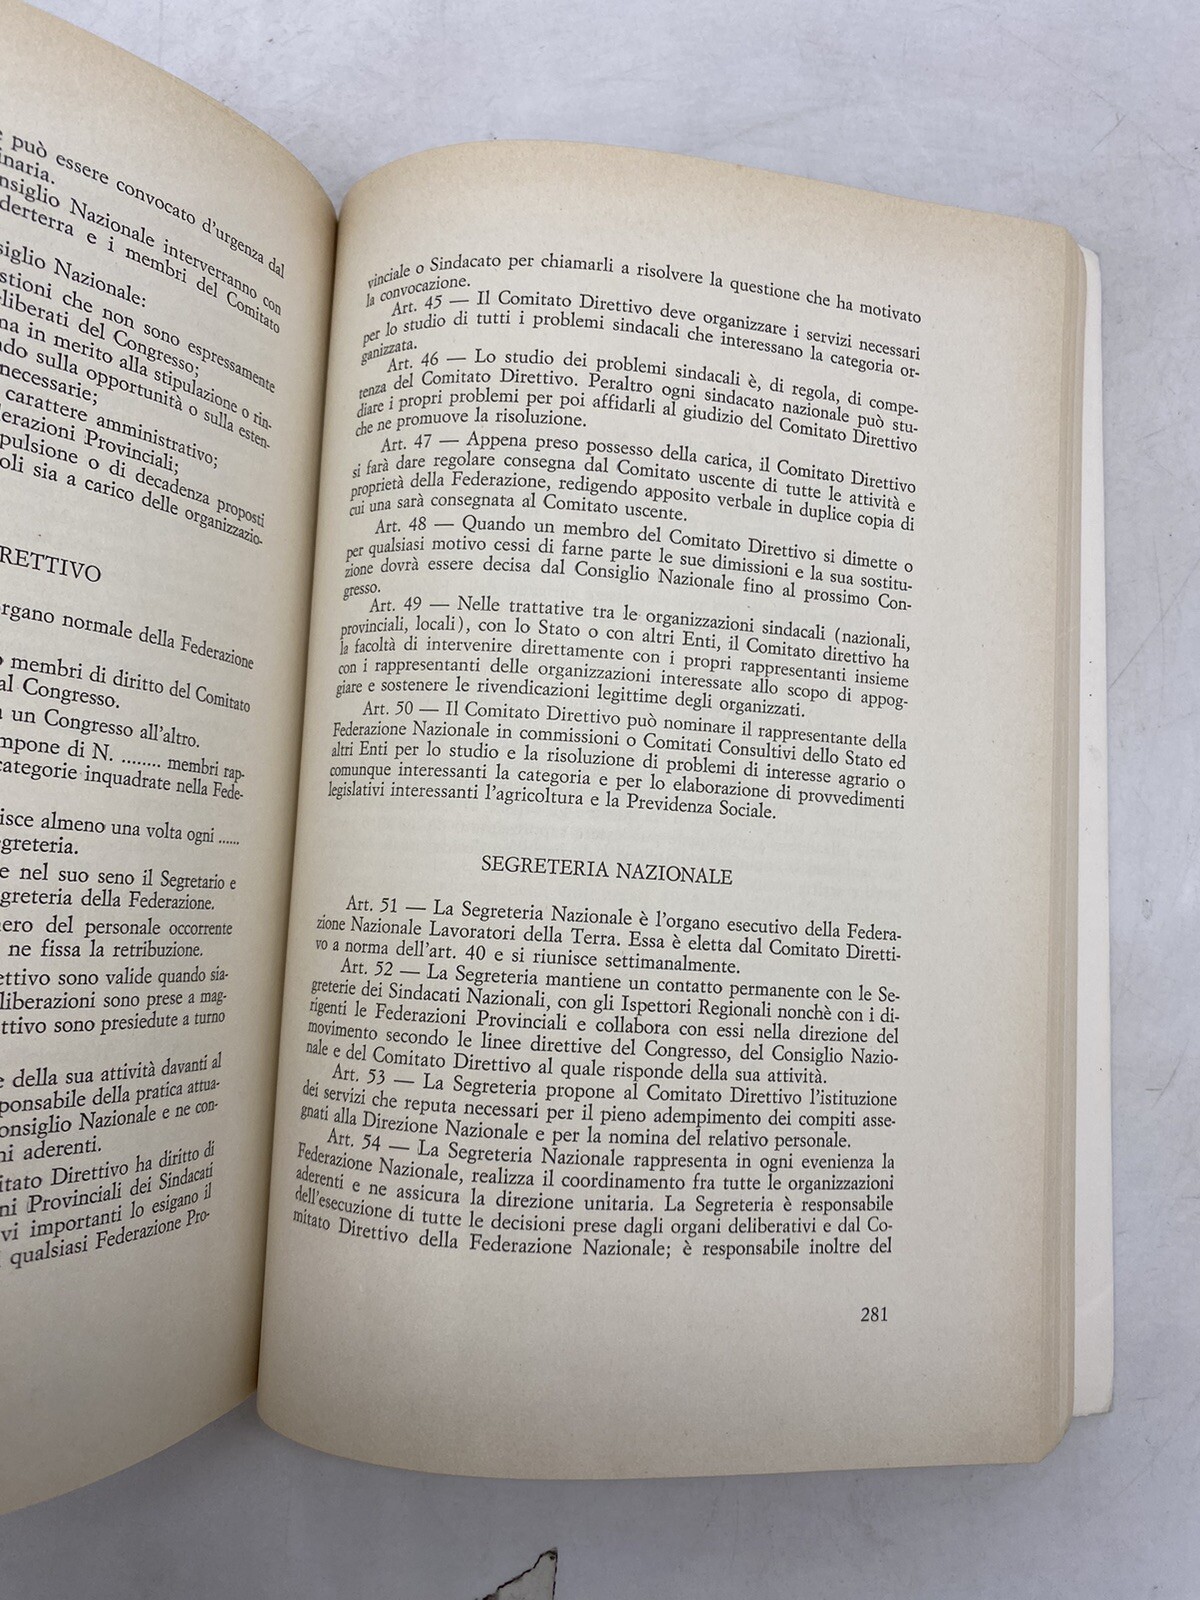 può essere convocato d'urgenza dal
inaria.
nsiglio Nazionale interverranno con
derterra e i membri del Comitato
siglio Nazionale:
stioni che non sono espressamente
liberati del Congresso;
na in merito alla stipulazione o rin-
ndo sulla opportunità o sulla esten-
necessarie;
carattere amministrativo;
derazioni Provinciali;
pulsione o di decadenza proposti
oli sia a carico delle organizzazio-
RETTIVO
organo normale della Federazione
o membri di diritto del Comitato
al Congresso.
a un Congresso all'altro.
mpone di N. ........ membri rap-
categorie inquadrate nella Fede-
isce almeno una volta ogni ......
egreteria.
e nel suo seno il Segretario e
greteria della Federazione.
ero del personale occorrente
ne fissa la retribuzione.
ettivo sono valide quando sia-
liberazioni sono prese a mag-
ttivo sono presiedute a turno
e della sua attività davanti al
ponsabile della pratica attua-
onsiglio Nazionale e ne con-
ni aderenti.
itato Direttivo ha diritto di
ni Provinciali dei Sindacati
vi importanti lo esigano il
qualsiasi Federazione Pro-
vinciale o Sindacato per chiamarli a risolvere la questione che ha motivato
la convocazione.
Art. 45 — Il Comitato Direttivo deve organizzare i servizi necessari
per lo studio di tutti i problemi sindacali che interessano la categoria or-
ganizzata.
Art. 46 — Lo studio dei problemi sindacali è, di regola, di compe-
tenza del Comitato Direttivo. Peraltro ogni sindacato nazionale può stu-
diare i propri problemi per poi affidarli al giudizio del Comitato Direttivo
che ne promuove la risoluzione.
Art. 47 — Appena preso possesso della carica, il Comitato Direttivo
si farà dare regolare consegna dal Comitato uscente di tutte le attività e
proprietà della Federazione, redigendo apposito verbale in duplice copia di
cui una sarà consegnata al Comitato uscente.
Art. 48 — Quando un membro del Comitato Direttivo si dimette o
per qualsiasi motivo cessi di farne parte le sue dimissioni e la sua sostitu-
zione dovrà essere decisa dal Consiglio Nazionale fino al prossimo Con-
gresso.
Art. 49 — Nelle trattative tra le organizzazioni sindacali (nazionali,
provinciali, locali), con lo Stato o con altri Enti, il Comitato direttivo ha
la facoltà di intervenire direttamente con i propri rappresentanti insieme
con i rappresentanti delle organizzazioni interessate allo scopo di appog-
giare e sostenere le rivendicazioni legittime degli organizzati.
Art. 50 — Il Comitato Direttivo può nominare il rappresentante della
Federazione Nazionale in commissioni o Comitati Consultivi dello Stato ed
altri Enti per lo studio e la risoluzione di problemi di interesse agrario o
comunque interessanti la categoria e per lo elaborazione di provvedimenti
legislativi interessanti l'agricoltura e la Previdenza Sociale.
SEGRETERIA NAZIONALE
Art. 51 — La Segreteria Nazionale è l'organo esecutivo della Federa-
zione Nazionale Lavoratori della Terra. Essa è eletta dal Comitato Diretti-
vo a norma dell'art. 40 e si riunisce settimanalmente.
Art. 52 — La Segreteria mantiene un contatto permanente con le Se-
greterie dei Sindacati Nazionali, con gli Ispettori Regionali nonchè con i di-
rigenti le Federazioni Provinciali e collabora con essi nella direzione del
movimento secondo le linee direttive del Congresso, del Consiglio Nazio-
nale e del Comitato Direttivo al quale risponde della sua attività.
Art. 53 — La Segreteria propone al Comitato Direttivo l'istituzione
dei servizi che reputa necessari per il pieno adempimento dei compiti asse-
gnati alla Direzione Nazionale e per la nomina del relativo personale.
Art. 54 — La Segreteria Nazionale rappresenta in ogni evenienza la
Federazione Nazionale, realizza il coordinamento fra tutte le organizzazioni
aderenti e ne assicura la direzione unitaria. La Segreteria è responsabile
dell'esecuzione di tutte le decisioni prese dagli organi deliberativi e dal Co-
mitato Direttivo della Federazione Nazionale; è responsabile inoltre del
281